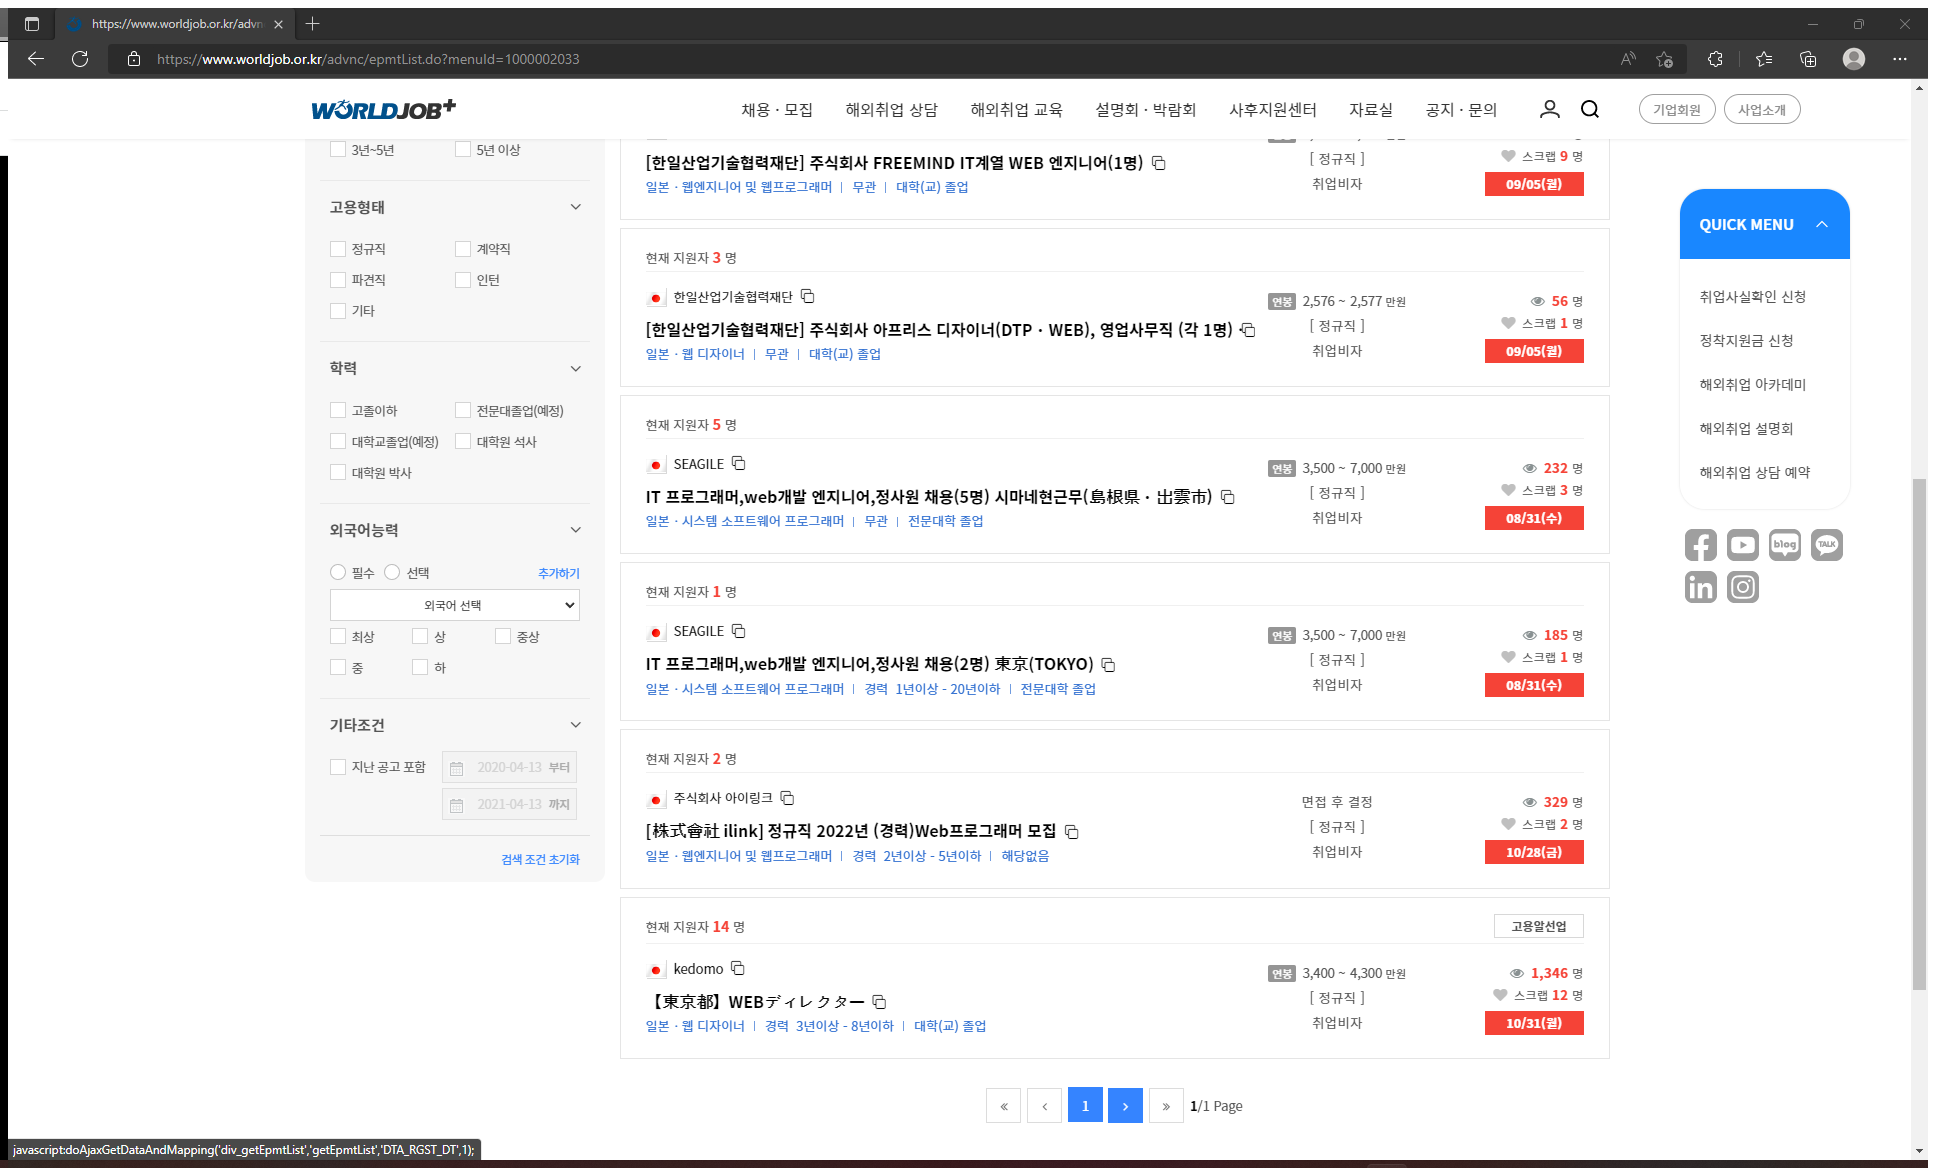 https://www.worldjob.or.kr/advn
https://www.worldjob.or.kr/advnc/epmtList.do?menuId=1000002033
WORLDJOB+
채용 · 모집
해외취업 상담
해외취업 교육
설명회 · 박람회
사후지원센터
자료실
공지 · 문의
기업회원
사업소개
3년~5년
5년 이상
고용형태
정규직
계약직
파견직
인턴
기타
학력
고졸이하
전문대졸업(예정)
대학교졸업(예정)
대학원 석사
대학원 박사
외국어능력
필수
선택
추가하기
외국어 선택
최상
상
중상
중
하
기타조건
지난 공고 포함
2020-04-13 부터
2021-04-13 까지
검색 조건 초기화
[한일산업기술협력재단] 주식회사 FREEMIND IT계열 WEB 엔지니어(1명)
일본 · 웹엔지니어 및 웹프로그래머 | 무관 | 대학(교) 졸업
[ 정규직 ]
취업비자
스크랩 9 명
09/05(월)
현재 지원자 3 명
한일산업기술협력재단
[한일산업기술협력재단] 주식회사 아프리스 디자이너(DTP · WEB), 영업사무직 (각 1명)
일본 · 웹 디자이너 | 무관 | 대학(교) 졸업
연봉 2,576 ~ 2,577 만원
[ 정규직 ]
취업비자
56 명
스크랩 1 명
09/05(월)
현재 지원자 5 명
SEAGILE
IT 프로그래머,web개발 엔지니어,정사원 채용(5명) 시마네현근무(島根県・出雲市)
일본 · 시스템 소프트웨어 프로그래머 | 무관 | 전문대학 졸업
연봉 3,500 ~ 7,000 만원
[ 정규직 ]
취업비자
232 명
스크랩 3 명
08/31(수)
현재 지원자 1 명
SEAGILE
IT 프로그래머,web개발 엔지니어,정사원 채용(2명) 東京(TOKYO)
일본 · 시스템 소프트웨어 프로그래머 | 경력 1년이상 - 20년이하 | 전문대학 졸업
연봉 3,500 ~ 7,000 만원
[ 정규직 ]
취업비자
185 명
스크랩 1 명
08/31(수)
현재 지원자 2 명
주식회사 아이링크
[株式會社 ilink] 정규직 2022년 (경력)Web프로그래머 모집
일본 · 웹엔지니어 및 웹프로그래머 | 경력 2년이상 - 5년이하 | 해당없음
면접 후 결정
[ 정규직 ]
취업비자
329 명
스크랩 2 명
10/28(금)
현재 지원자 14 명
고용알선업
kedomo
【東京都】WEBディレクター
일본 · 웹 디자이너 | 경력 3년이상 - 8년이하 | 대학(교) 졸업
연봉 3,400 ~ 4,300 만원
[ 정규직 ]
취업비자
1,346 명
스크랩 12 명
10/31(월)
« ‹ 1 › » 1/1 Page
QUICK MENU
취업사실확인 신청
정착지원금 신청
해외취업 아카데미
해외취업 설명회
해외취업 상담 예약
blog
TALK
in
javascript:doAjaxGetDataAndMapping('div_getEpmtList','getEpmtList','DTA_RGST_DT',1);